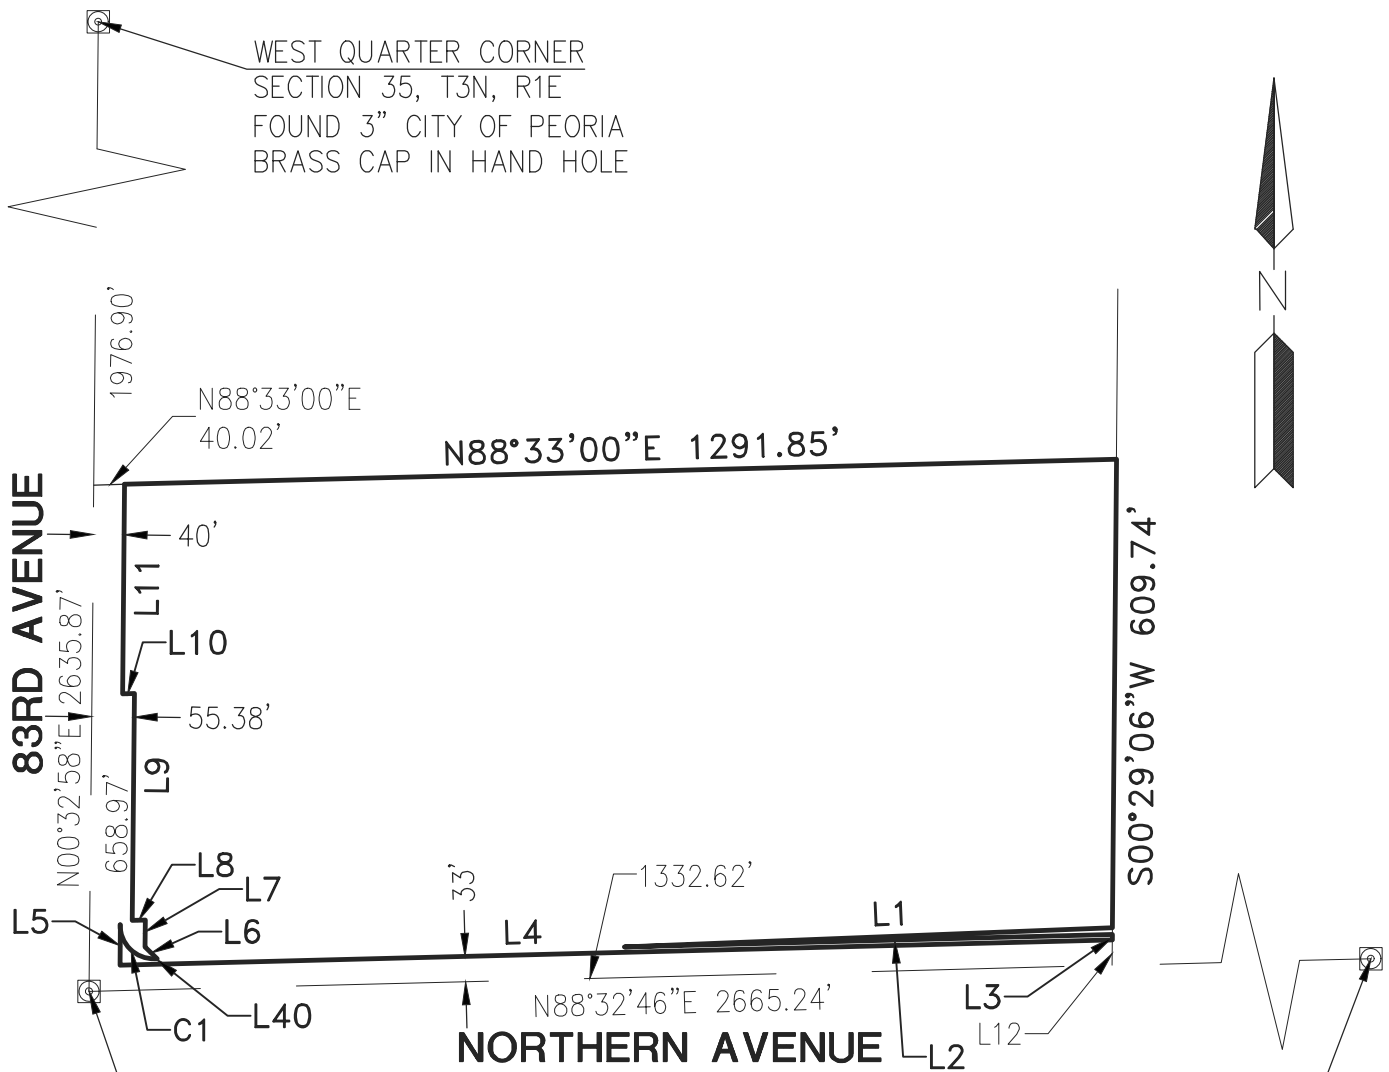 WEST QUARTER CORNER
SECTION 35, T3N, R1E
FOUND 3” CITY OF PEORIA
BRASS CAP IN HAND HOLE
N
1976.90’
N88°33’00”E
40.02’
N88°33’00”E 1291.85’
83RD AVENUE
40’
L11
L10
N00°32’58”E 2635.87’
55.38’
L9
658.97’
S00°29’06”W 609.74’
L8
L7
L6
L5
33’
1332.62’
L4
L1
L40
C1
N88°32’46”E 2665.24’
L3
L12
L2
NORTHERN AVENUE